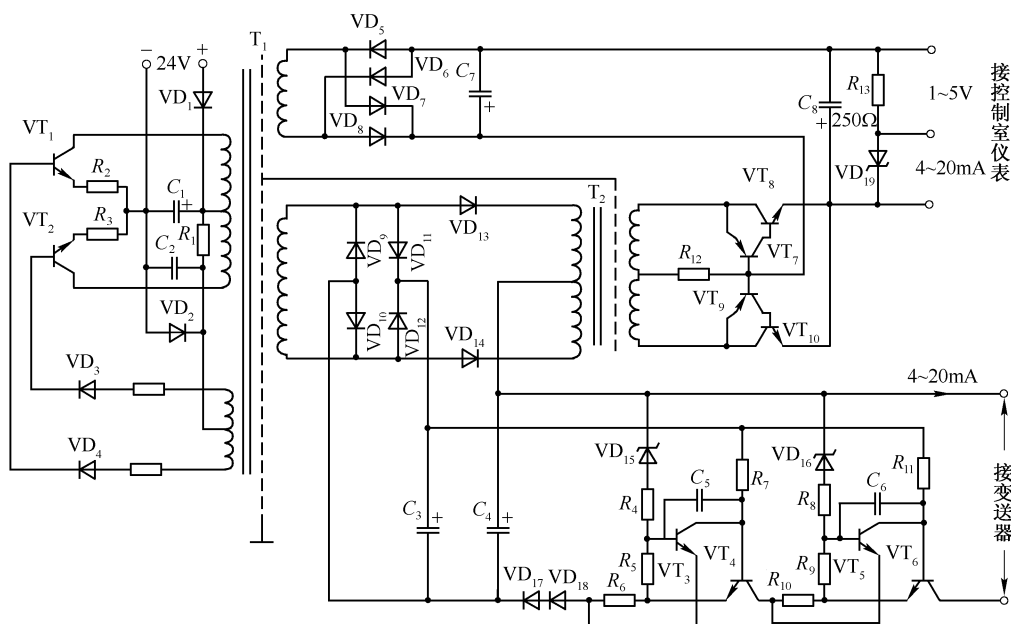 T₁
VD₅
− +
24V
VD₆
C₇
VD₁
VD₇
R₁₃
1~5V
接控制室仪表
C₈
+
250Ω
+
VT₁
VD₈
R₂
C₁
+
4~20mA
VD₁₉
VT₈
T₂
VT₂
R₃
R₁
VD₁₃
C₂
VD₉
VD₁₁
R₁₂
VT₇
VT₉
VD₂
VD₁₀
VD₁₂
VT₁₀
VD₁₄
VD₃
4~20mA
VD₄
VD₁₅
C₅
R₇
VD₁₆
C₆
R₁₁
接变送器
C₃
+
C₄
+
R₄
R₈
VT₄
VT₆
R₅
VT₃
R₉
VT₅
VD₁₇
VD₁₈
R₆
R₁₀